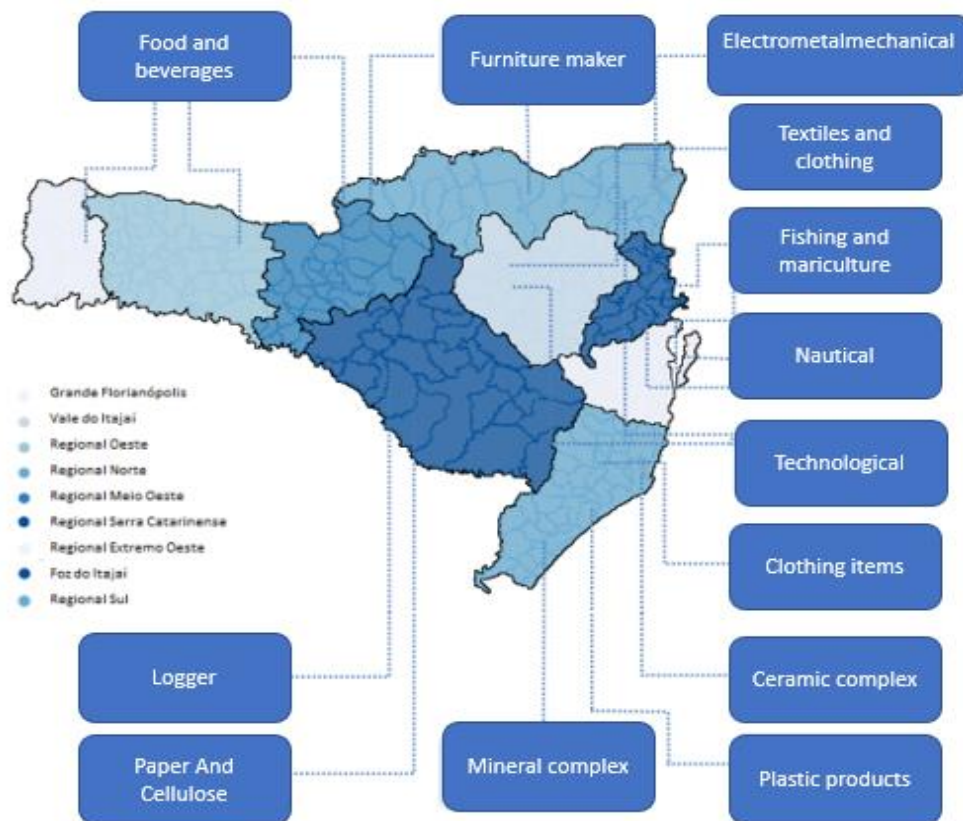 Food and
beverages
Furniture maker
Electrometalmechanical
Textiles and
clothing
Fishing and
mariculture
Nautical
Grande Florianópolis
Vale do Itajaí
Regional Oeste
Regional Norte
Regional Meio Oeste
Regional Serra Catarinense
Regional Extremo Oeste
Foz do Itajaí
Regional Sul
Technological
Clothing items
Logger
Ceramic complex
Paper And
Cellulose
Mineral complex
Plastic products